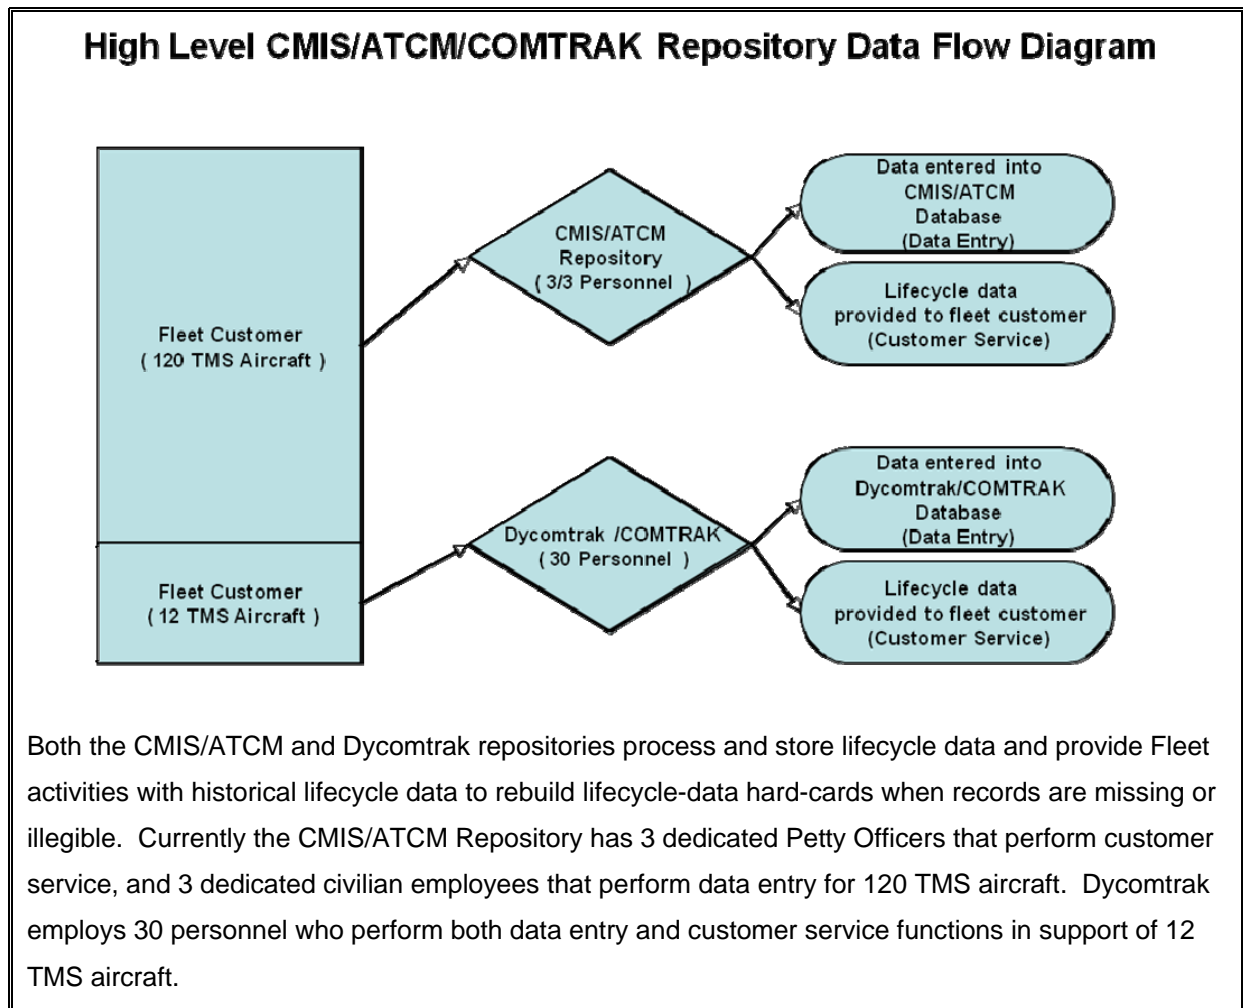 High Level CMIS/ATCM/COMTRAK Repository Data Flow Diagram
Fleet Customer
( 120 TMS Aircraft )
CMIS/ATCM
Repository
( 3/3 Personnel )
Data entered into
CMIS/ATCM
Database
(Data Entry)
Lifecycle data
provided to fleet customer
(Customer Service)
Fleet Customer
( 12 TMS Aircraft )
Dycomtrak /COMTRAK
( 30 Personnel )
Data entered into
Dycomtrak/COMTRAK
Database
(Data Entry)
Lifecycle data
provided to fleet customer
(Customer Service)
Both the CMIS/ATCM and Dycomtrak repositories process and store lifecycle data and provide Fleet
activities with historical lifecycle data to rebuild lifecycle-data hard-cards when records are missing or
illegible.  Currently the CMIS/ATCM Repository has 3 dedicated Petty Officers that perform customer
service, and 3 dedicated civilian employees that perform data entry for 120 TMS aircraft.  Dycomtrak
employs 30 personnel who perform both data entry and customer service functions in support of 12
TMS aircraft.